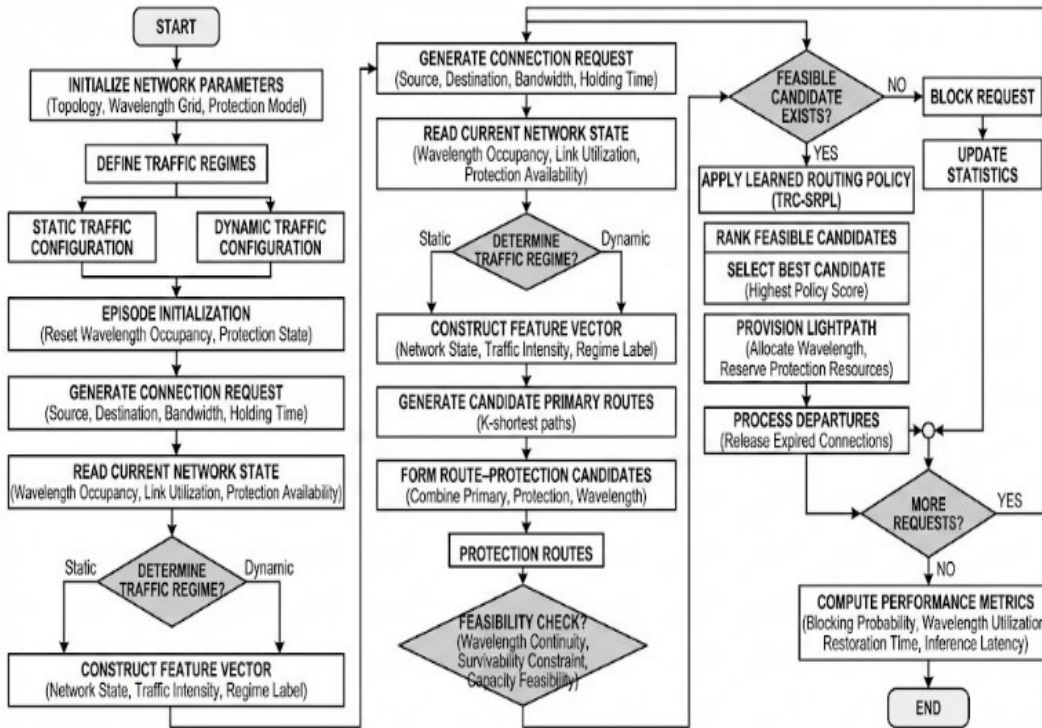 START
INITIALIZE NETWORK PARAMETERS
(Topology, Wavelength Grid, Protection Model)
DEFINE TRAFFIC REGIMES
STATIC TRAFFIC
CONFIGURATION
DYNAMIC TRAFFIC
CONFIGURATION
EPISODE INITIALIZATION
(Reset Wavelength Occupancy, Protection State)
GENERATE CONNECTION REQUEST
(Source, Destination, Bandwidth, Holding Time)
READ CURRENT NETWORK STATE
(Wavelength Occupancy, Link Utilization, Protection Availability)
Static
DETERMINE
TRAFFIC REGIME?
Dynamic
CONSTRUCT FEATURE VECTOR
(Network State, Traffic Intensity, Regime Label)
GENERATE CONNECTION REQUEST
(Source, Destination, Bandwidth, Holding Time)
READ CURRENT NETWORK STATE
(Wavelength Occupancy, Link Utilization,
Protection Availability)
Static
DETERMINE
TRAFFIC REGIME?
Dynamic
CONSTRUCT FEATURE VECTOR
(Network State, Traffic Intensity, Regime Label)
GENERATE CANDIDATE PRIMARY ROUTES
(K-shortest paths)
FORM ROUTE–PROTECTION CANDIDATES
(Combine Primary, Protection, Wavelength)
PROTECTION ROUTES
FEASIBILITY CHECK?
(Wavelength Continuity,
Survivability Constraint,
Capacity Feasibility)
FEASIBLE
CANDIDATE
EXISTS?
NO
BLOCK REQUEST
UPDATE
STATISTICS
YES
APPLY LEARNED ROUTING POLICY
(TRC-SRPL)
RANK FEASIBLE CANDIDATES
SELECT BEST CANDIDATE
(Highest Policy Score)
PROVISION LIGHTPATH
(Allocate Wavelength,
Reserve Protection Resources)
PROCESS DEPARTURES
(Release Expired Connections)
MORE
REQUESTS?
YES
NO
COMPUTE PERFORMANCE METRICS
(Blocking Probability, Wavelength Utilization
Restoration Time, Inference Latency)
END